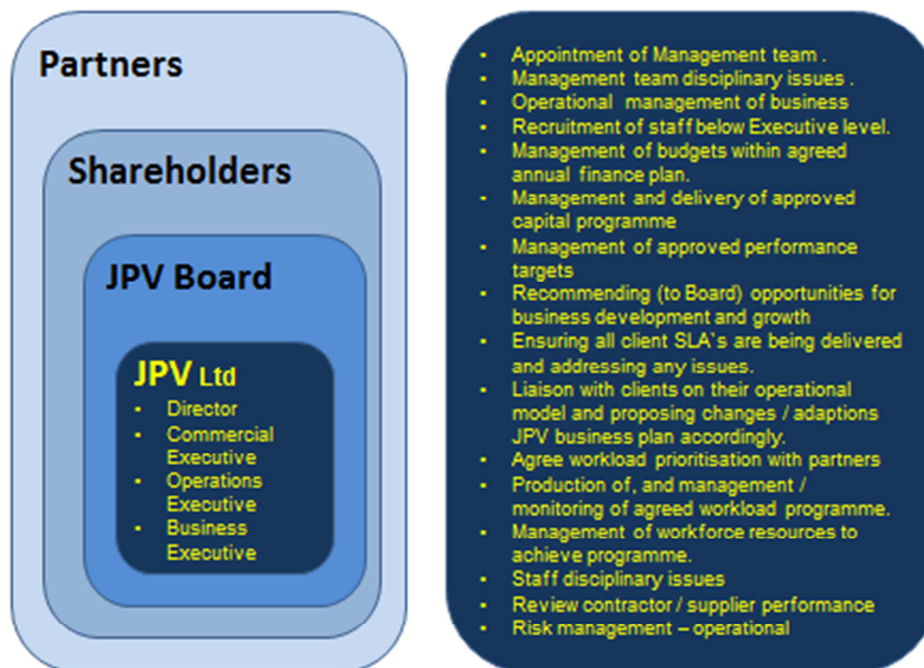 Partners
Shareholders
JPV Board
JPV Ltd
• Director
• Commercial
Executive
• Operations
Executive
• Business
Executive
• Appointment of Management team .
• Management team disciplinary issues .
• Operational management of business
• Recruitment of staff below Executive level.
• Management of budgets within agreed
annual finance plan.
• Management and delivery of approved
capital programme
• Management of approved performance
targets
• Recommending (to Board) opportunities for
business development and growth
• Ensuring all client SLA`s are being delivered
and addressing any issues.
• Liaison with clients on their operational
model and proposing changes / adaptions
JPV business plan accordingly.
• Agree workload prioritisation with partners
• Production of, and management /
monitoring of agreed workload programme.
• Management of workforce resources to
achieve programme.
• Staff disciplinary issues
• Review contractor / supplier performance
• Risk management – operational